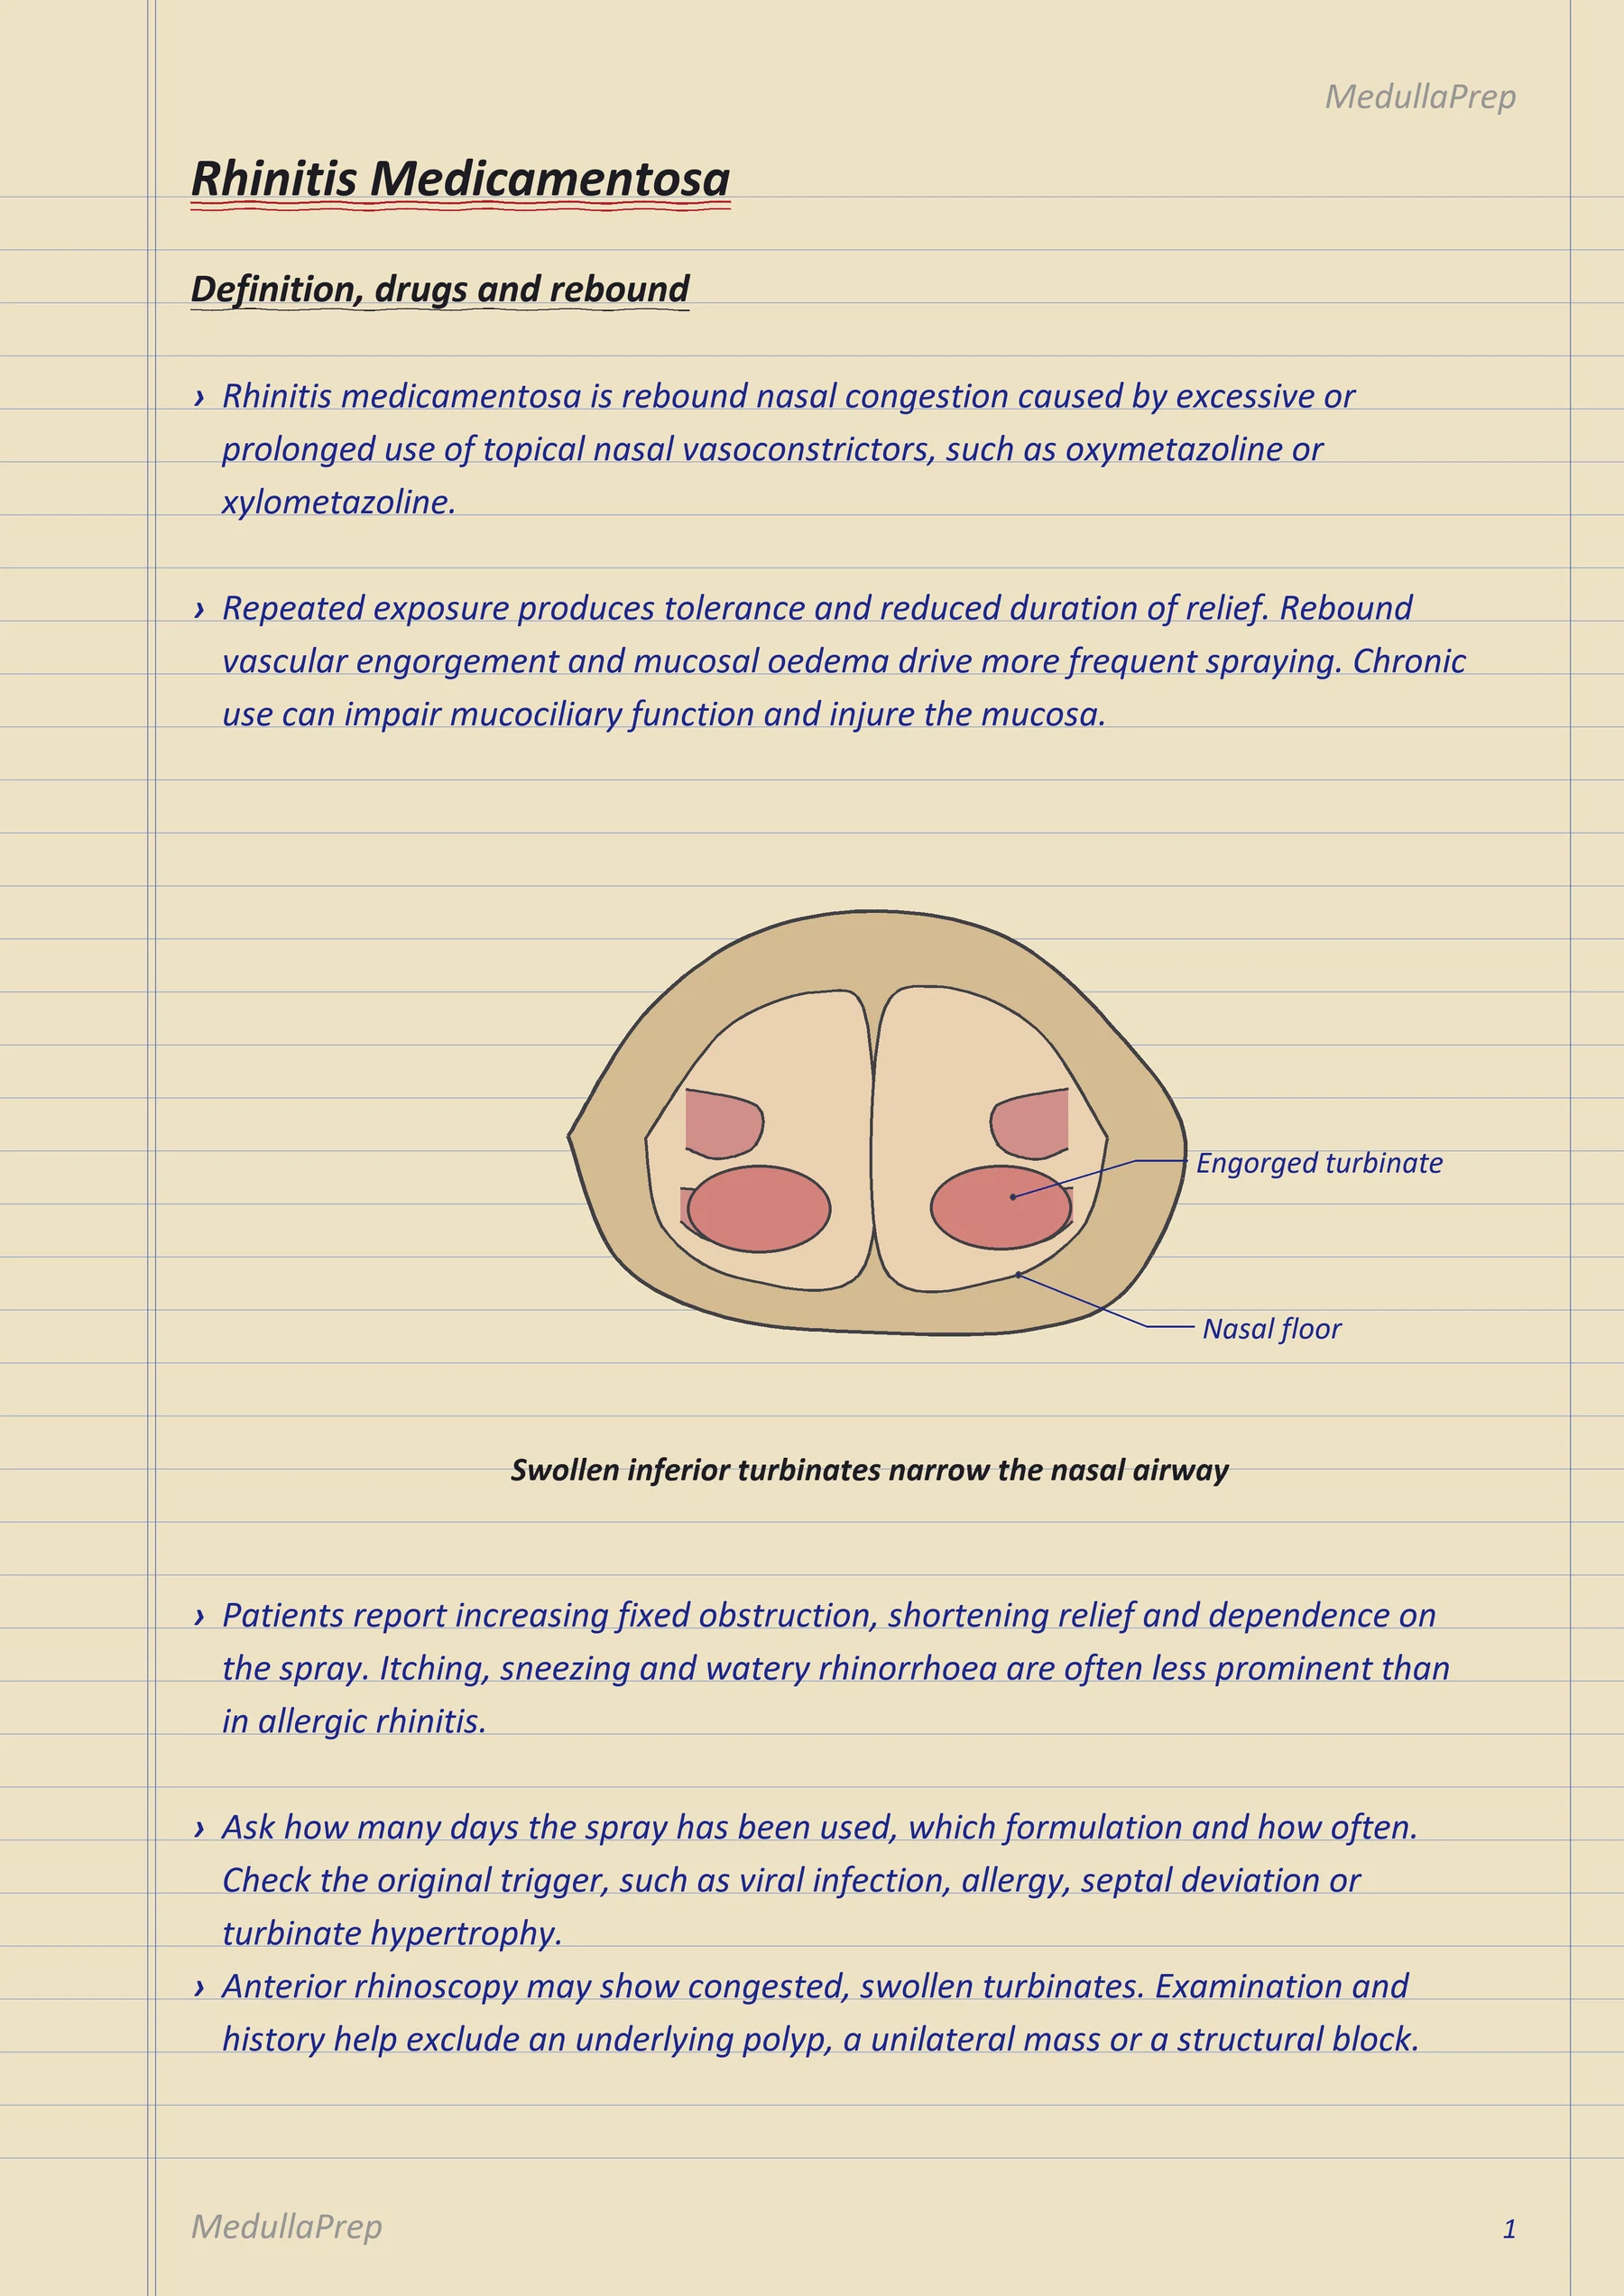 MedullaPrep
Rhinitis Medicamentosa
Definition, drugs and rebound
› Rhinitis medicamentosa is rebound nasal congestion caused by excessive or
prolonged use of topical nasal vasoconstrictors, such as oxymetazoline or
xylometazoline.
› Repeated exposure produces tolerance and reduced duration of relief. Rebound
vascular engorgement and mucosal oedema drive more frequent spraying. Chronic
use can impair mucociliary function and injure the mucosa.
Engorged turbinate
Nasal floor
Swollen inferior turbinates narrow the nasal airway
› Patients report increasing fixed obstruction, shortening relief and dependence on
the spray. Itching, sneezing and watery rhinorrhoea are often less prominent than
in allergic rhinitis.
› Ask how many days the spray has been used, which formulation and how often.
Check the original trigger, such as viral infection, allergy, septal deviation or
turbinate hypertrophy.
› Anterior rhinoscopy may show congested, swollen turbinates. Examination and
history help exclude an underlying polyp, a unilateral mass or a structural block.
MedullaPrep
1